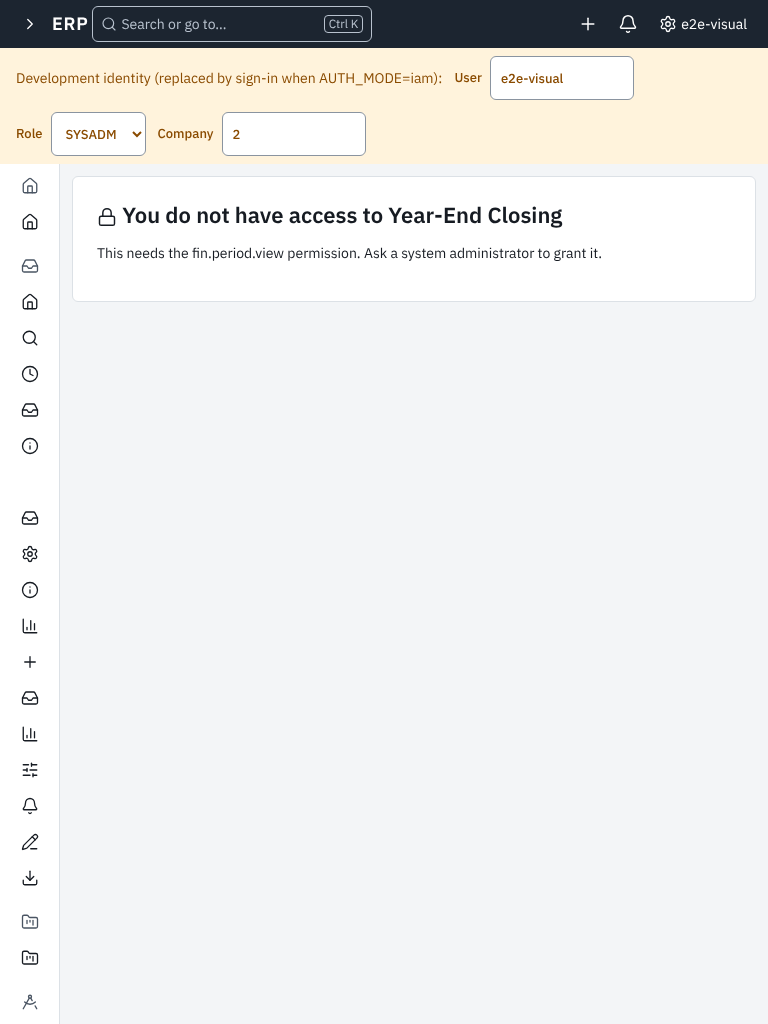 ERP
Search or go to...
Ctrl K
e2e-visual
Development identity (replaced by sign-in when AUTH_MODE=iam):
User
e2e-visual
Role
SYSADM
Company
2
You do not have access to Year-End Closing
This needs the fin.period.view permission. Ask a system administrator to grant it.